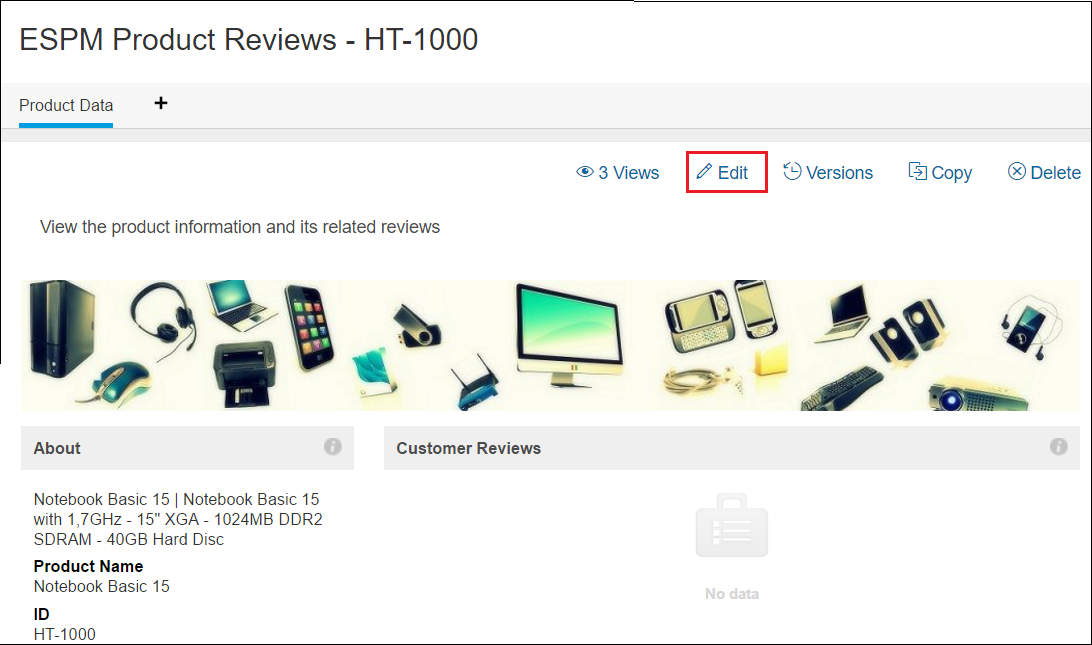 ESPM Product Reviews - HT-1000
Product Data +
3 Views Edit Versions Copy Delete
View the product information and its related reviews
About
Customer Reviews
Notebook Basic 15 | Notebook Basic 15
with 1,7GHz - 15" XGA - 1024MB DDR2
SDRAM - 40GB Hard Disc
Product Name
Notebook Basic 15
ID
HT-1000
No data